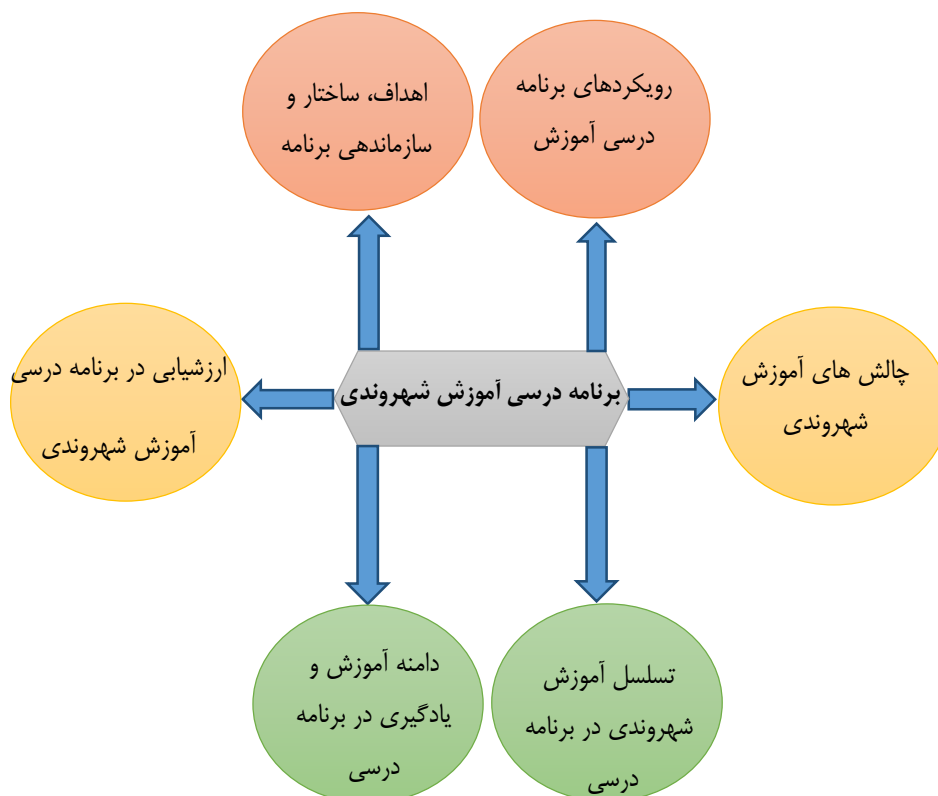 رویکردهای برنامه
درسی آموزش
اهداف، ساختار و
سازماندهی برنامه
چالش های آموزش
شهروندی
برنامه درسی آموزش شهروندی
ارزشیابی در برنامه درسی
آموزش شهروندی
تسلسل آموزش
شهروندی در برنامه
درسی
دامنه آموزش و
یادگیری در برنامه
درسی